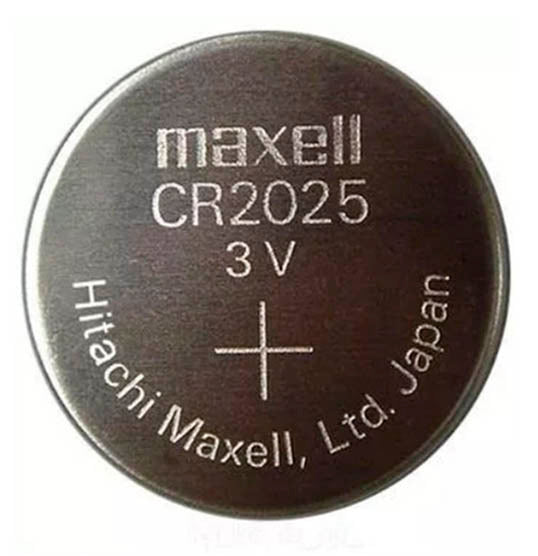 maxell
CR2025
3 V
+
Hitachi Maxell, Ltd. Japan